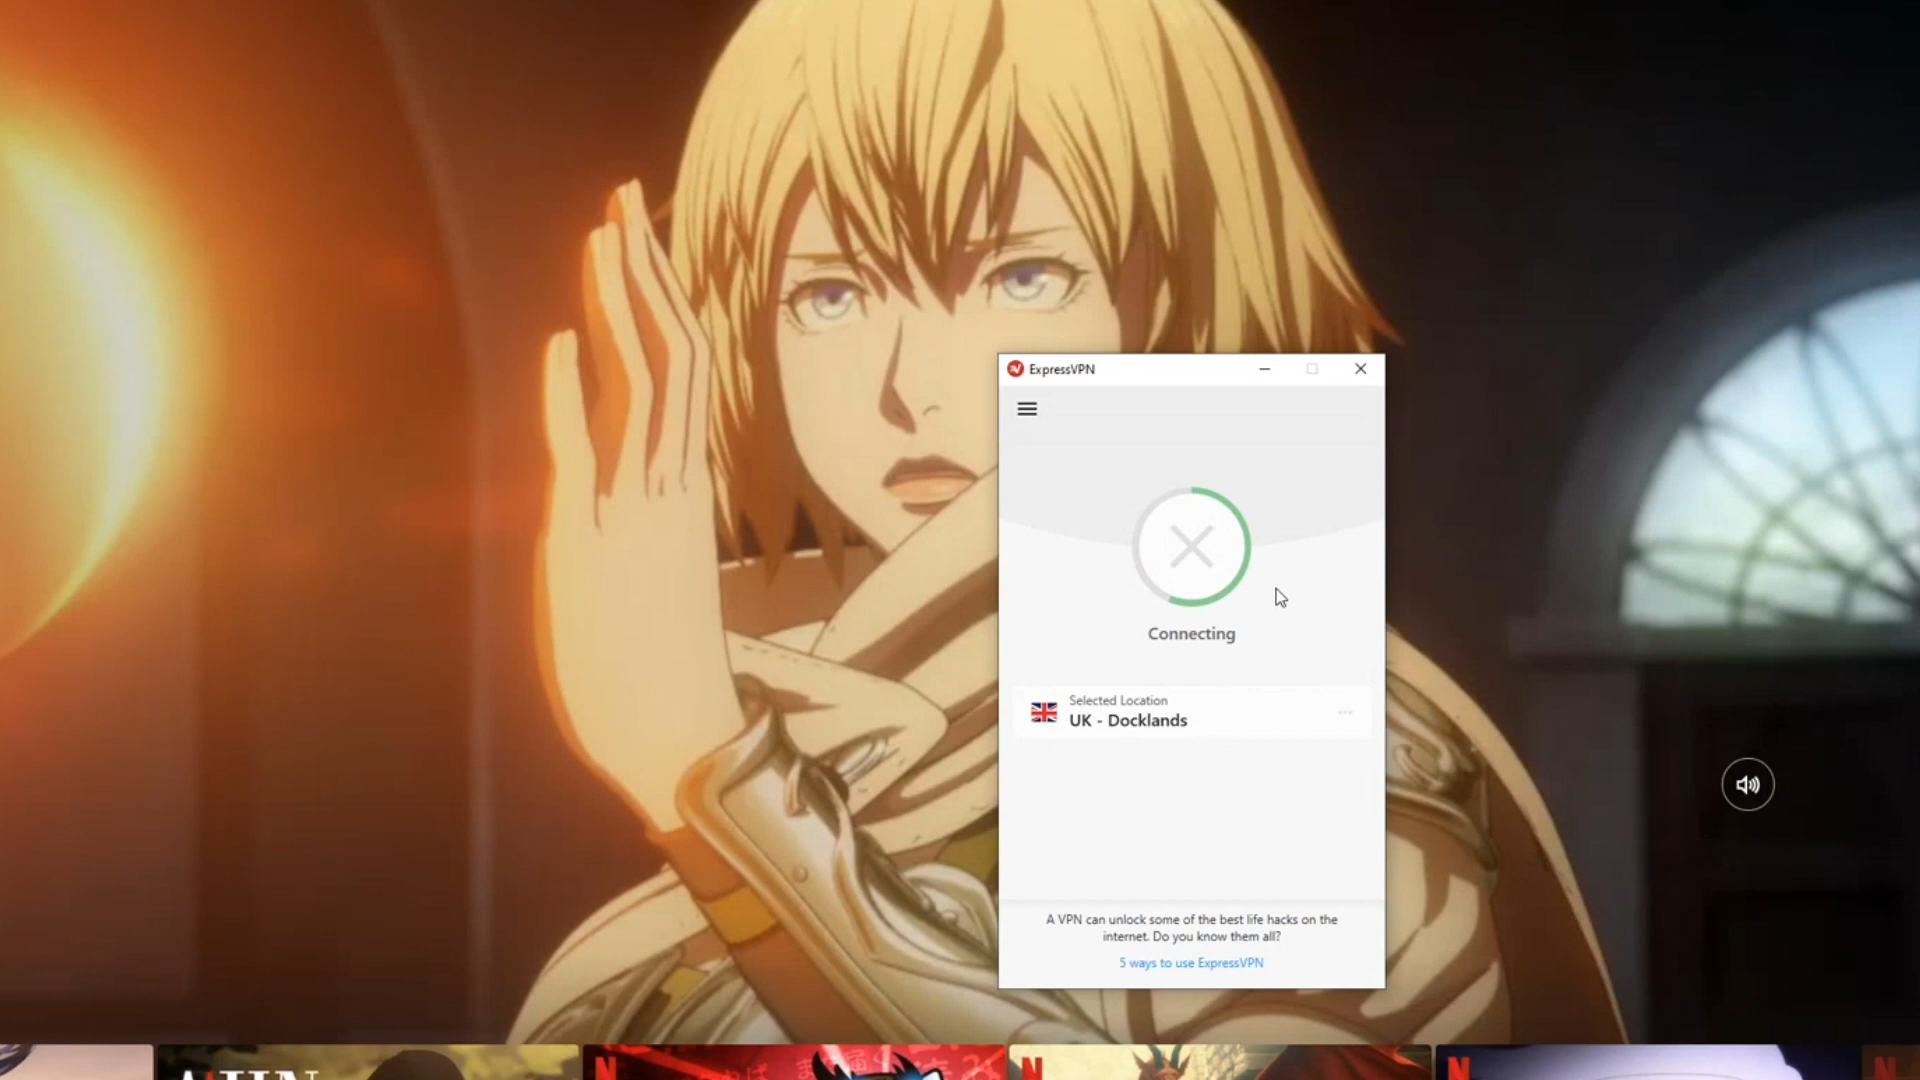 ExpressVPN
Connecting
Selected Location
UK - Docklands
A VPN can unlock some of the best life hacks on the
internet. Do you know them all?
5 ways to use ExpressVPN
N
N
N
N